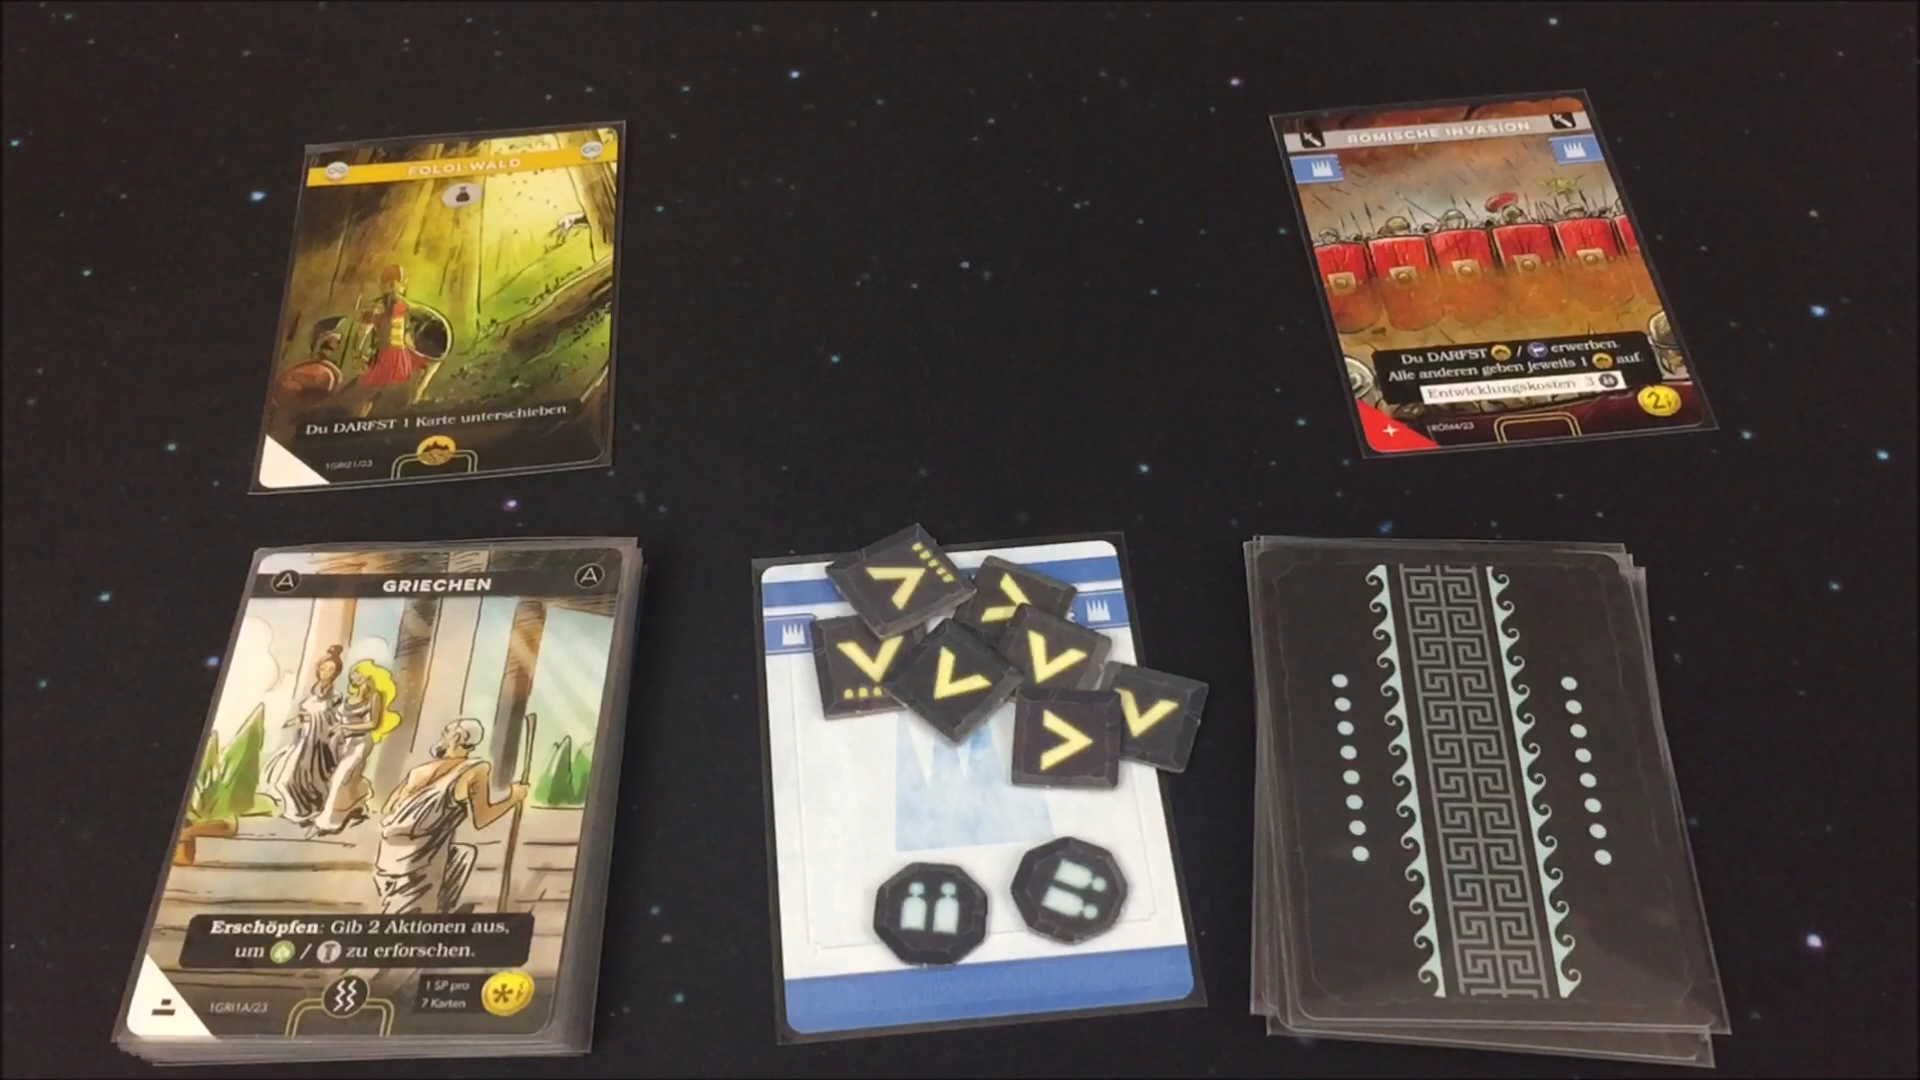 FOLOI-WALD
Du DARFST 1 Karte unterschieben.
1GRI21/23
RÖMISCHE INVASION
Du DARFST / erwerben.
Alle anderen geben jeweils 1 auf.
Entwicklungskosten 3
2
1RÖM4/23
GRIECHEN
Erschöpfen: Gib 2 Aktionen aus,
um / zu erforschen.
1GRI1A/23
1 SP pro
7 Karten